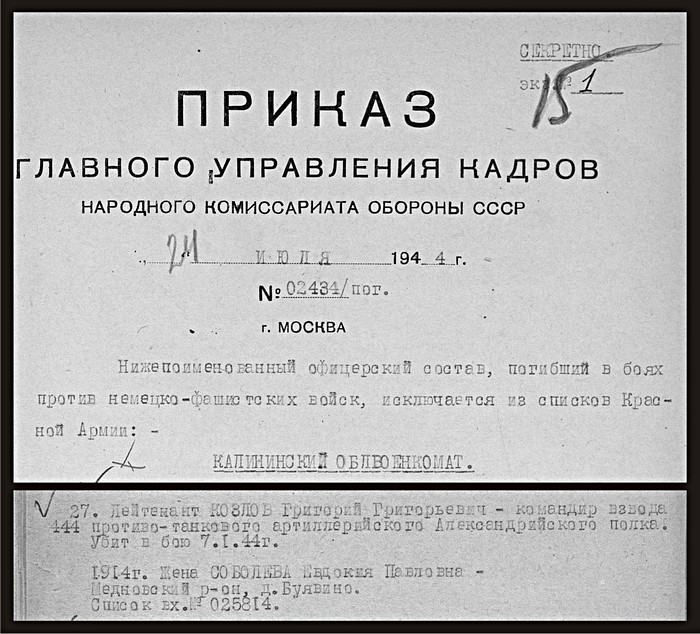 СЕКРЕТНО.
экз.№ 1
15
ПРИКАЗ
ГЛАВНОГО УПРАВЛЕНИЯ КАДРОВ
НАРОДНОГО КОМИССАРИАТА ОБОРОНЫ СССР
„24“ ИЮЛЯ 1944 г.
№ 02434/пог.
г. МОСКВА
Нижепоименованный офицерский состав, погибший в боях
против немецко-фашистских войск, исключается из списков Крас-
ной Армии: -
КАЛИНИНСКИЙ ОБЛВОЕНКОМАТ.
27. Лейтенант КОЗЛОВ Григорий Григорьевич - командир взвода
444 противо-танкового артиллерийского Александрийского полка.
Убит в бою 7.1.44г.
1914г. Жена СОБОЛЕВА Евдокия Павловна -
Медновский р-он, д.Буявино.
Список вх.№ 025814.